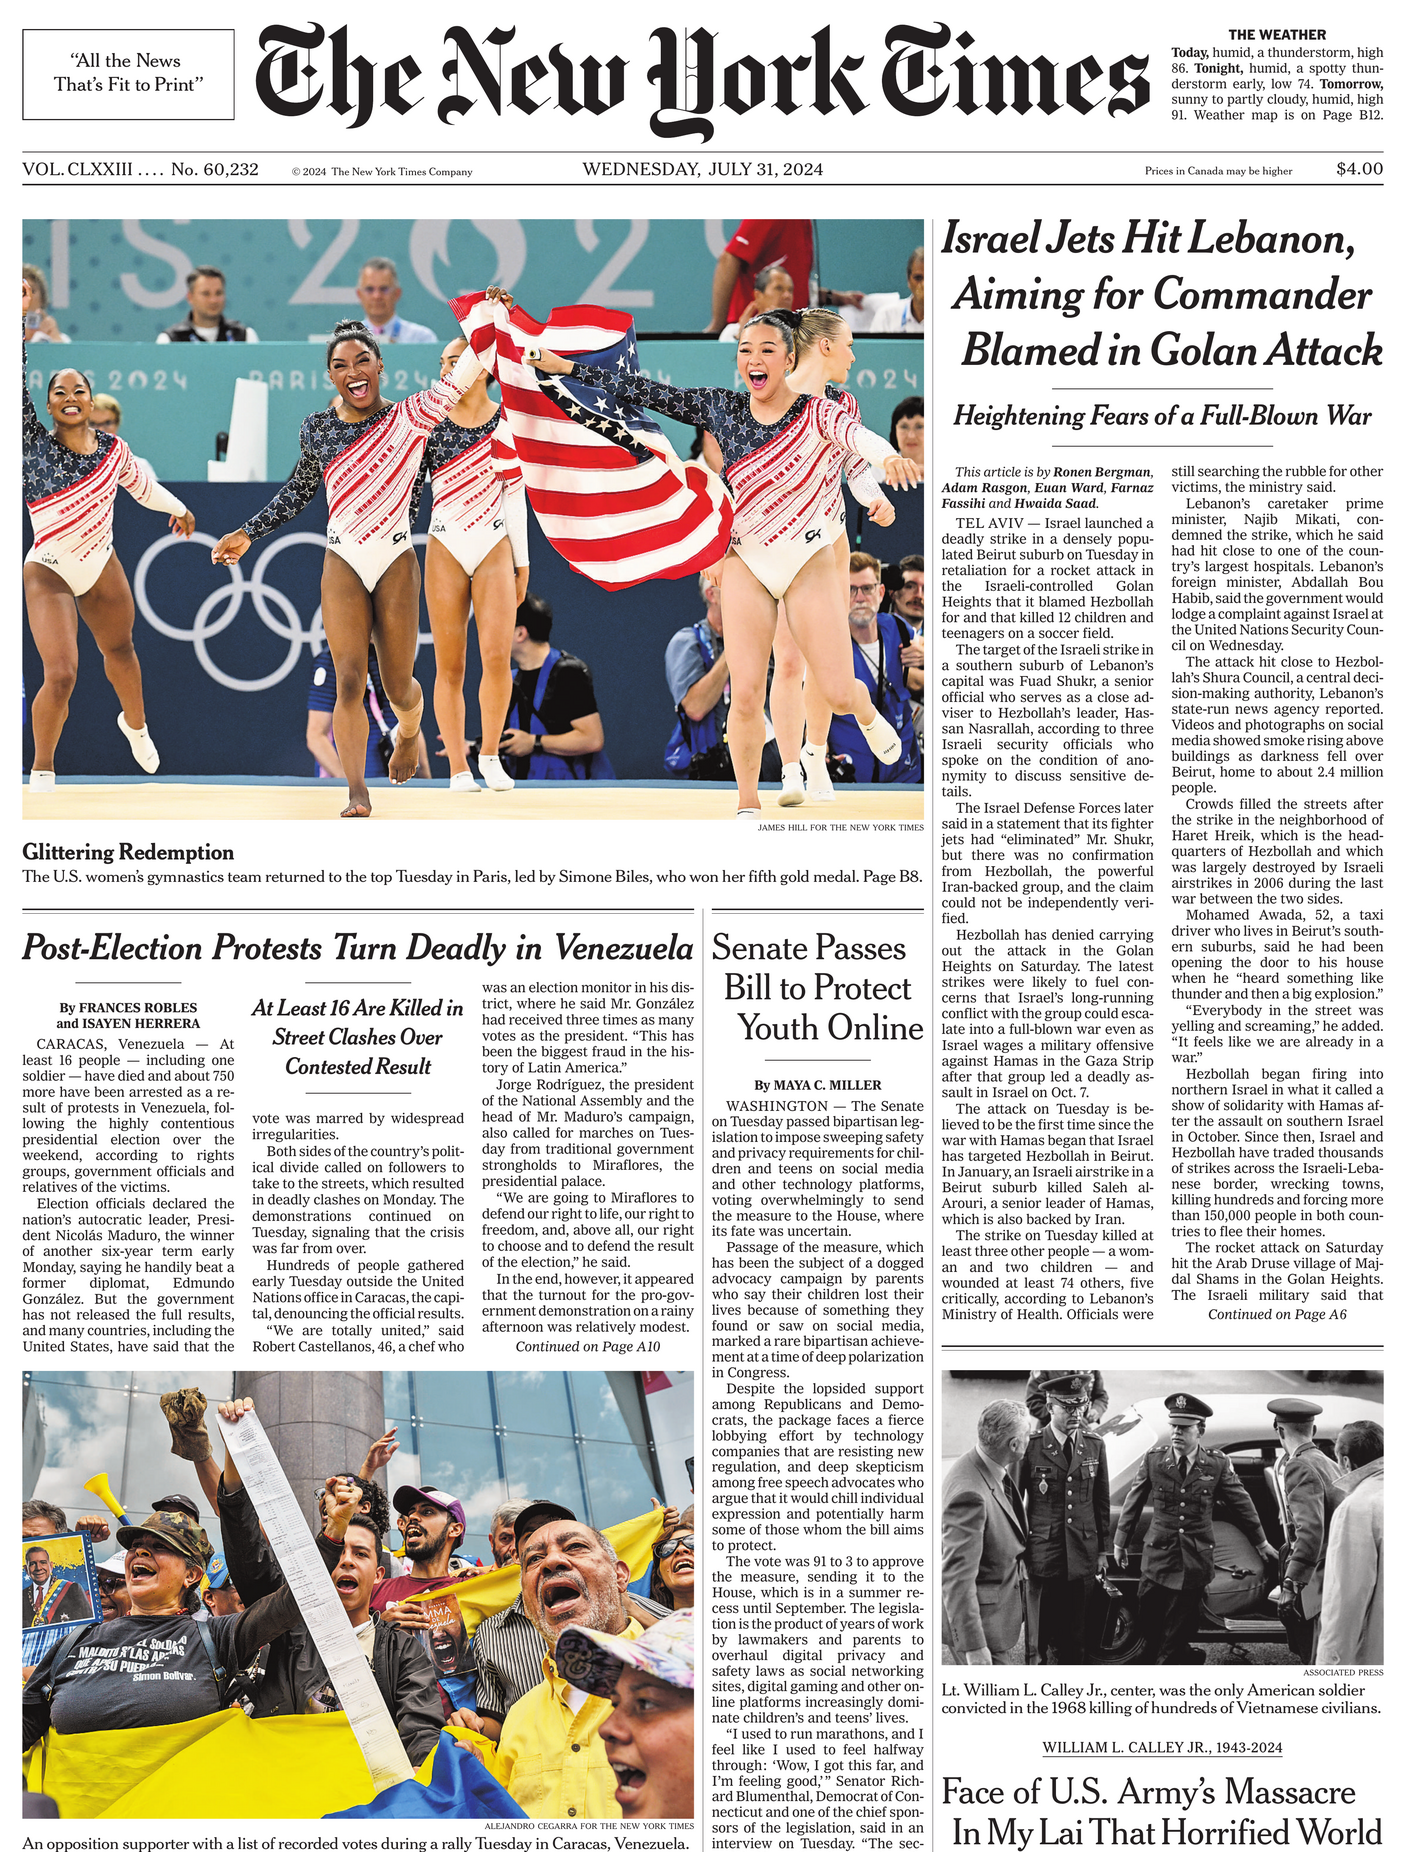 “All the News
That’s Fit to Print”
The New York Times
THE WEATHER
Today, humid, a thunderstorm, high
86. Tonight, humid, a spotty thun-
derstorm early, low 74. Tomorrow,
sunny to partly cloudy, humid, high
91. Weather map is on Page B12.
VOL. CLXXIII .... No. 60,232
© 2024 The New York Times Company
WEDNESDAY, JULY 31, 2024
Prices in Canada may be higher
$4.00
PARIS 2024
USA
GK
USA
USA
GK
JAMES HILL FOR THE NEW YORK TIMES
Glittering Redemption
The U.S. women’s gymnastics team returned to the top Tuesday in Paris, led by Simone Biles, who won her fifth gold medal. Page B8.
Israel Jets Hit Lebanon,
Aiming for Commander
Blamed in Golan Attack
Heightening Fears of a Full-Blown War
This article is by Ronen Bergman,
Adam Rasgon, Euan Ward, Farnaz
Fassihi and Hwaida Saad.
TEL AVIV — Israel launched a
deadly strike in a densely popu-
lated Beirut suburb on Tuesday in
retaliation for a rocket attack in
the Israeli-controlled Golan
Heights that it blamed Hezbollah
for and that killed 12 children and
teenagers on a soccer field.
The target of the Israeli strike in
a southern suburb of Lebanon’s
capital was Fuad Shukr, a senior
official who serves as a close ad-
viser to Hezbollah’s leader, Has-
san Nasrallah, according to three
Israeli security officials who
spoke on the condition of ano-
nymity to discuss sensitive de-
tails.
The Israel Defense Forces later
said in a statement that its fighter
jets had “eliminated” Mr. Shukr,
but there was no confirmation
from Hezbollah, the powerful
Iran-backed group, and the claim
could not be independently veri-
fied.
Hezbollah has denied carrying
out the attack in the Golan
Heights on Saturday. The latest
strikes were likely to fuel con-
cerns that Israel’s long-running
conflict with the group could esca-
late into a full-blown war even as
Israel wages a military offensive
against Hamas in the Gaza Strip
after that group led a deadly as-
sault in Israel on Oct. 7.
The attack on Tuesday is be-
lieved to be the first time since the
war with Hamas began that Israel
has targeted Hezbollah in Beirut.
In January, an Israeli airstrike in a
Beirut suburb killed Saleh al-
Arouri, a senior leader of Hamas,
which is also backed by Iran.
The strike on Tuesday killed at
least three other people — a wom-
an and two children — and
wounded at least 74 others, five
critically, according to Lebanon’s
Ministry of Health. Officials were
still searching the rubble for other
victims, the ministry said.
Lebanon’s caretaker prime
minister, Najib Mikati, con-
demned the strike, which he said
had hit close to one of the coun-
try’s largest hospitals. Lebanon’s
foreign minister, Abdallah Bou
Habib, said the government would
lodge a complaint against Israel at
the United Nations Security Coun-
cil on Wednesday.
The attack hit close to Hezbol-
lah’s Shura Council, a central deci-
sion-making authority, Lebanon’s
state-run news agency reported.
Videos and photographs on social
media showed smoke rising above
buildings as darkness fell over
Beirut, home to about 2.4 million
people.
Crowds filled the streets after
the strike in the neighborhood of
Haret Hreik, which is the head-
quarters of Hezbollah and which
was largely destroyed by Israeli
airstrikes in 2006 during the last
war between the two sides.
Mohamed Awada, 52, a taxi
driver who lives in Beirut’s south-
ern suburbs, said he had been
opening the door to his house
when he “heard something like
thunder and then a big explosion.”
“Everybody in the street was
yelling and screaming,” he added.
“It feels like we are already in a
war.”
Hezbollah began firing into
northern Israel in what it called a
show of solidarity with Hamas af-
ter the assault on southern Israel
in October. Since then, Israel and
Hezbollah have traded thousands
of strikes across the Israeli-Leba-
nese border, wrecking towns,
killing hundreds and forcing more
than 150,000 people in both coun-
tries to flee their homes.
The rocket attack on Saturday
hit the Arab Druse village of Maj-
dal Shams in the Golan Heights.
The Israeli military said that
Continued on Page A6
Post-Election Protests Turn Deadly in Venezuela
By FRANCES ROBLES
and ISAYEN HERRERA
CARACAS, Venezuela — At
least 16 people — including one
soldier — have died and about 750
more have been arrested as a re-
sult of protests in Venezuela, fol-
lowing the highly contentious
presidential election over the
weekend, according to rights
groups, government officials and
relatives of the victims.
Election officials declared the
nation’s autocratic leader, Presi-
dent Nicolás Maduro, the winner
of another six-year term early
Monday, saying he handily beat a
former diplomat, Edmundo
González. But the government
has not released the full results,
and many countries, including the
United States, have said that the
At Least 16 Are Killed in
Street Clashes Over
Contested Result
vote was marred by widespread
irregularities.
Both sides of the country’s polit-
ical divide called on followers to
take to the streets, which resulted
in deadly clashes on Monday. The
demonstrations continued on
Tuesday, signaling that the crisis
was far from over.
Hundreds of people gathered
early Tuesday outside the United
Nations office in Caracas, the capi-
tal, denouncing the official results.
“We are totally united,” said
Robert Castellanos, 46, a chef who
was an election monitor in his dis-
trict, where he said Mr. González
had received three times as many
votes as the president. “This has
been the biggest fraud in the his-
tory of Latin America.”
Jorge Rodríguez, the president
of the National Assembly and the
head of Mr. Maduro’s campaign,
also called for marches on Tues-
day from traditional government
strongholds to Miraflores, the
presidential palace.
“We are going to Miraflores to
defend our right to life, our right to
freedom, and, above all, our right
to choose and to defend the result
of the election,” he said.
In the end, however, it appeared
that the turnout for the pro-gov-
ernment demonstration on a rainy
afternoon was relatively modest.
Continued on Page A10
Simon Bolivar.
ALEJANDRO CEGARRA FOR THE NEW YORK TIMES
An opposition supporter with a list of recorded votes during a rally Tuesday in Caracas, Venezuela.
Senate Passes
Bill to Protect
Youth Online
By MAYA C. MILLER
WASHINGTON — The Senate
on Tuesday passed bipartisan leg-
islation to impose sweeping safety
and privacy requirements for chil-
dren and teens on social media
and other technology platforms,
voting overwhelmingly to send
the measure to the House, where
its fate was uncertain.
Passage of the measure, which
has been the subject of a dogged
advocacy campaign by parents
who say their children lost their
lives because of something they
found or saw on social media,
marked a rare bipartisan achieve-
ment at a time of deep polarization
in Congress.
Despite the lopsided support
among Republicans and Demo-
crats, the package faces a fierce
lobbying effort by technology
companies that are resisting new
regulation, and deep skepticism
among free speech advocates who
argue that it would chill individual
expression and potentially harm
some of those whom the bill aims
to protect.
The vote was 91 to 3 to approve
the measure, sending it to the
House, which is in a summer re-
cess until September. The legisla-
tion is the product of years of work
by lawmakers and parents to
overhaul digital privacy and
safety laws as social networking
sites, digital gaming and other on-
line platforms increasingly domi-
nate children’s and teens’ lives.
“I used to run marathons, and I
feel like I used to feel halfway
through: ‘Wow, I got this far, and
I’m feeling good,’” Senator Rich-
ard Blumenthal, Democrat of Con-
necticut and one of the chief spon-
sors of the legislation, said in an
interview on Tuesday. “The sec-
ASSOCIATED PRESS
Lt. William L. Calley Jr., center, was the only American soldier
convicted in the 1968 killing of hundreds of Vietnamese civilians.
WILLIAM L. CALLEY JR., 1943-2024
Face of U.S. Army’s Massacre
In My Lai That Horrified World